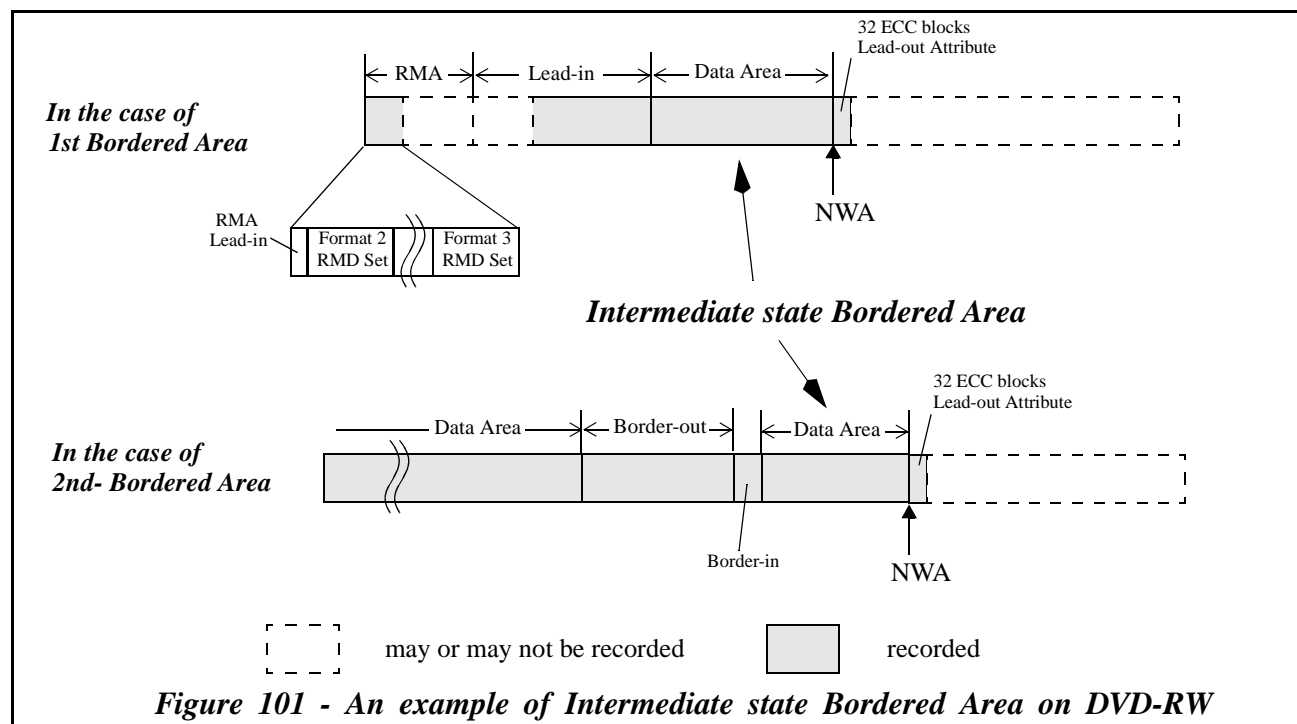 32 ECC blocks
Lead-out Attribute
RMA
Lead-in
Data Area
In the case of
1st Bordered Area
NWA
RMA
Lead-in
Format 2
RMD Set
Format 3
RMD Set
Intermediate state Bordered Area
32 ECC blocks
Lead-out Attribute
Data Area
Border-out
Data Area
In the case of
2nd- Bordered Area
Border-in
NWA
may or may not be recorded
recorded
Figure 101 - An example of Intermediate state Bordered Area on DVD-RW